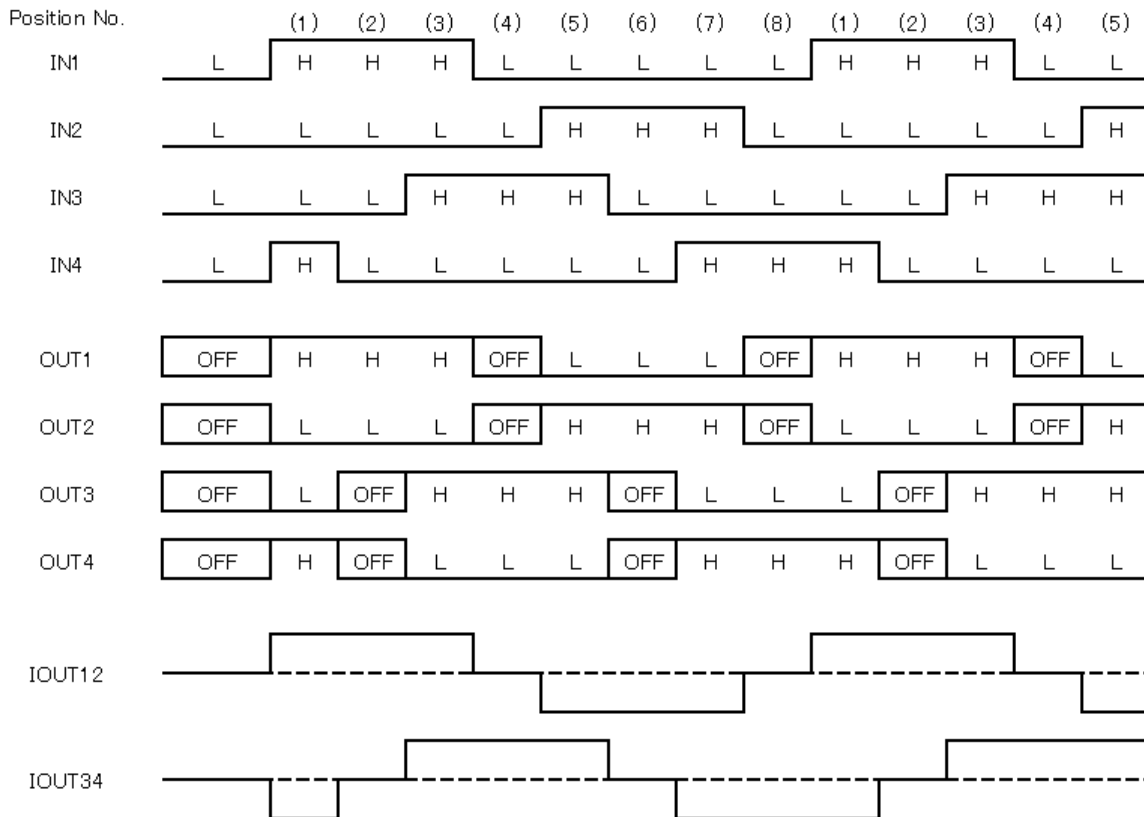 Position No. (1) (2) (3) (4) (5) (6) (7) (8) (1) (2) (3) (4) (5)
IN1 L H H H L L L L L H H H L L
IN2 L L L L L H H H L L L L L H
IN3 L L L H H H L L L L L H H H
IN4 L H L L L L L H H H L L L L
OUT1 OFF H H H OFF L L L OFF H H H OFF L
OUT2 OFF L L L OFF H H H OFF L L L OFF H
OUT3 OFF L OFF H H H OFF L L L OFF H H H
OUT4 OFF H OFF L L L OFF H H H OFF L L L
IOUT12
IOUT34